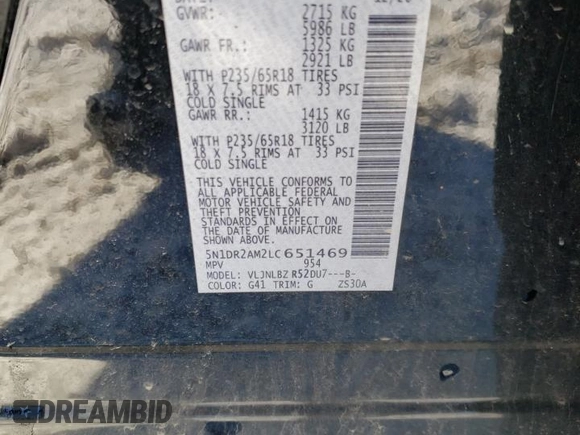 GVWR: 2715 KG
5986 LB
GAWR FR.: 1325 KG
2921 LB
WITH P235/65R18 TIRES
18 X 7.5 RIMS AT 33 PSI
COLD SINGLE
GAWR RR.: 1415 KG
3120 LB
WITH P235/65R18 TIRES
18 X 7.5 RIMS AT 33 PSI
COLD SINGLE
THIS VEHICLE CONFORMS TO
ALL APPLICABLE FEDERAL
MOTOR VEHICLE SAFETY AND
THEFT PREVENTION
STANDARDS IN EFFECT ON
THE DATE OF MANUFACTURE
5N1DR2AM2LC651469
MPV 954
MODEL: VLJNLBZ R52DU7---8-
COLOR: G41 TRIM: G ZS30A
DREAMBID